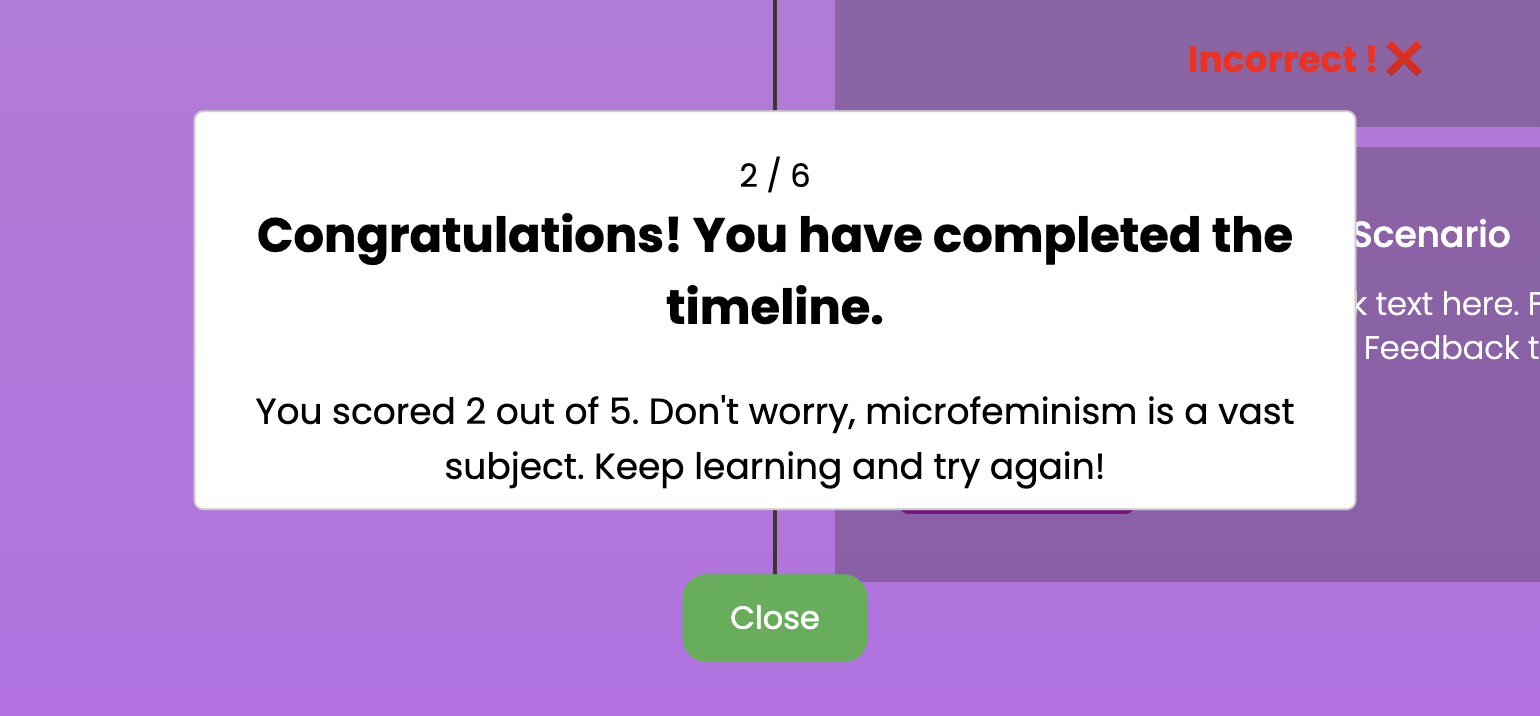 Incorrect ! ❌
2 / 6
Congratulations! You have completed the
timeline.
Scenario
text here.
Feedback
You scored 2 out of 5. Don't worry, microfeminism is a vast
subject. Keep learning and try again!
Close